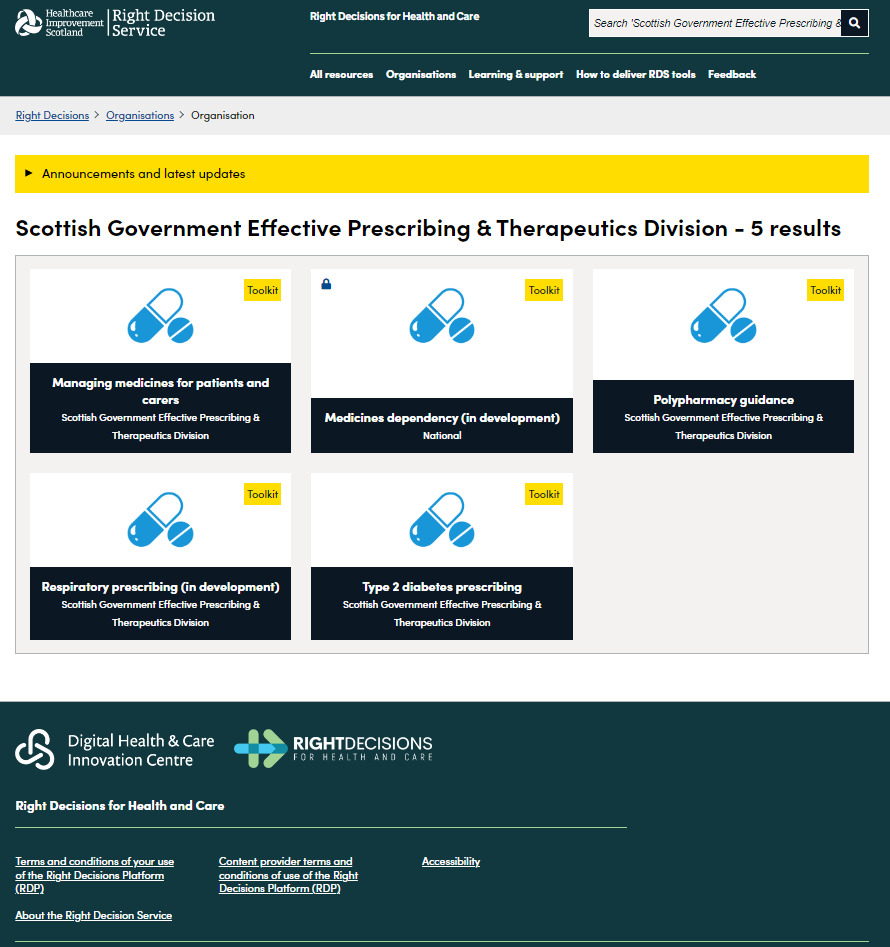 Healthcare
Improvement
Scotland
Right Decision
Service
Right Decisions for Health and Care
Search 'Scottish Government Effective Prescribing &
All resources Organisations Learning & support How to deliver RDS tools Feedback
Right Decisions > Organisations > Organisation
Announcements and latest updates
Scottish Government Effective Prescribing & Therapeutics Division - 5 results
Toolkit
Managing medicines for patients and
carers
Scottish Government Effective Prescribing &
Therapeutics Division
Toolkit
Medicines dependency (in development)
National
Toolkit
Polypharmacy guidance
Scottish Government Effective Prescribing &
Therapeutics Division
Toolkit
Respiratory prescribing (in development)
Scottish Government Effective Prescribing &
Therapeutics Division
Toolkit
Type 2 diabetes prescribing
Scottish Government Effective Prescribing &
Therapeutics Division
Digital Health & Care
Innovation Centre
RIGHTDECISIONS
FOR HEALTH AND CARE
Right Decisions for Health and Care
Terms and conditions of your use
of the Right Decisions Platform
(RDP)
Content provider terms and
conditions of use of the Right
Decisions Platform (RDP)
Accessibility
About the Right Decision Service